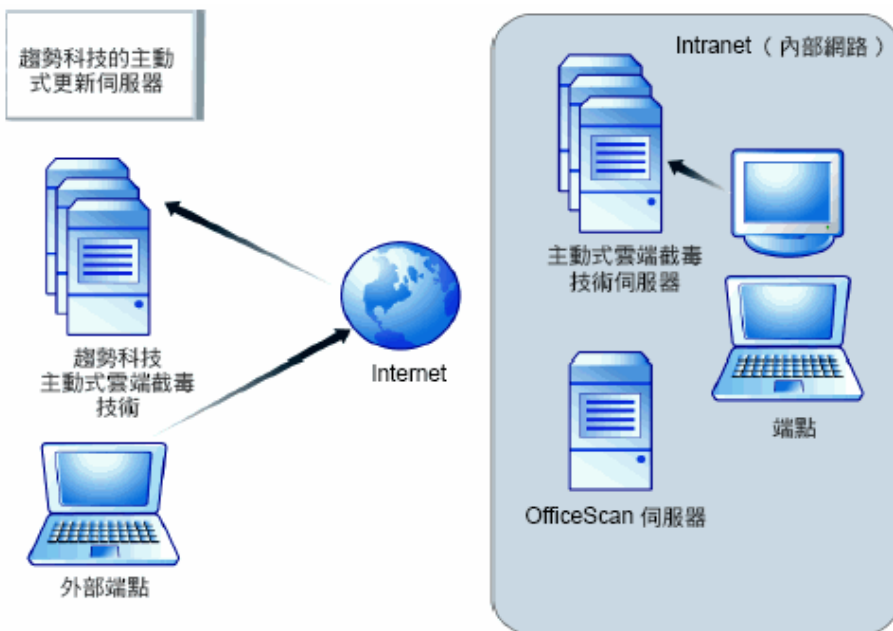 趨勢科技的主動
式更新伺服器
Intranet（內部網路）
主動式雲端截毒
技術伺服器
趨勢科技
主動式雲端截毒
技術
Internet
端點
OfficeScan 伺服器
外部端點